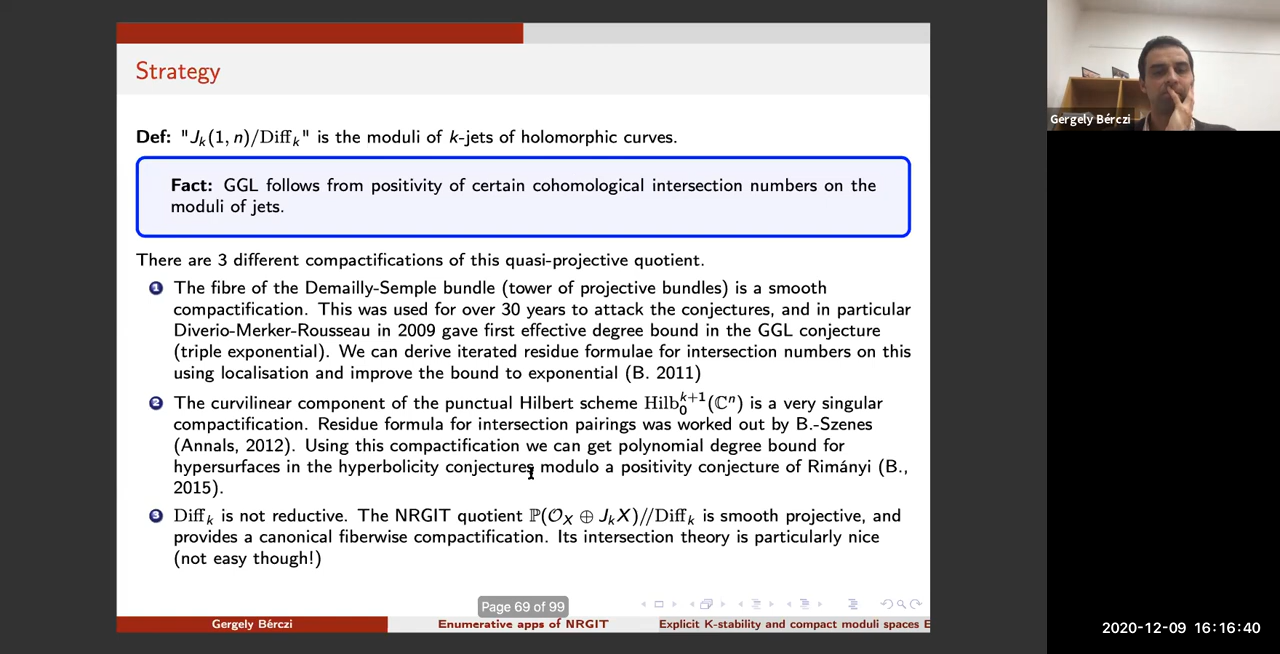 Strategy
Def: "J_k(1, n)/Diff_k" is the moduli of k-jets of holomorphic curves.
Fact: GGL follows from positivity of certain cohomological intersection numbers on the
moduli of jets.
There are 3 different compactifications of this quasi-projective quotient.
1 The fibre of the Demailly-Semple bundle (tower of projective bundles) is a smooth
compactification. This was used for over 30 years to attack the conjectures, and in particular
Diverio-Merker-Rousseau in 2009 gave first effective degree bound in the GGL conjecture
(triple exponential). We can derive iterated residue formulae for intersection numbers on this
using localisation and improve the bound to exponential (B. 2011)
2 The curvilinear component of the punctual Hilbert scheme Hilb_0^{k+1}(ℂ^n) is a very singular
compactification. Residue formula for intersection pairings was worked out by B.-Szenes
(Annals, 2012). Using this compactification we can get polynomial degree bound for
hypersurfaces in the hyperbolicity conjectures modulo a positivity conjecture of Rimányi (B.,
2015).
3 Diff_k is not reductive. The NRGIT quotient ℙ(𝒪_X ⊕ J_kX)//Diff_k is smooth projective, and
provides a canonical fiberwise compactification. Its intersection theory is particularly nice
(not easy though!)
Page 69 of 99
Gergely Bérczi
Enumerative apps of NRGIT
Explicit K-stability and compact moduli spaces E
Gergely Bérczi
2020-12-09 16:16:40